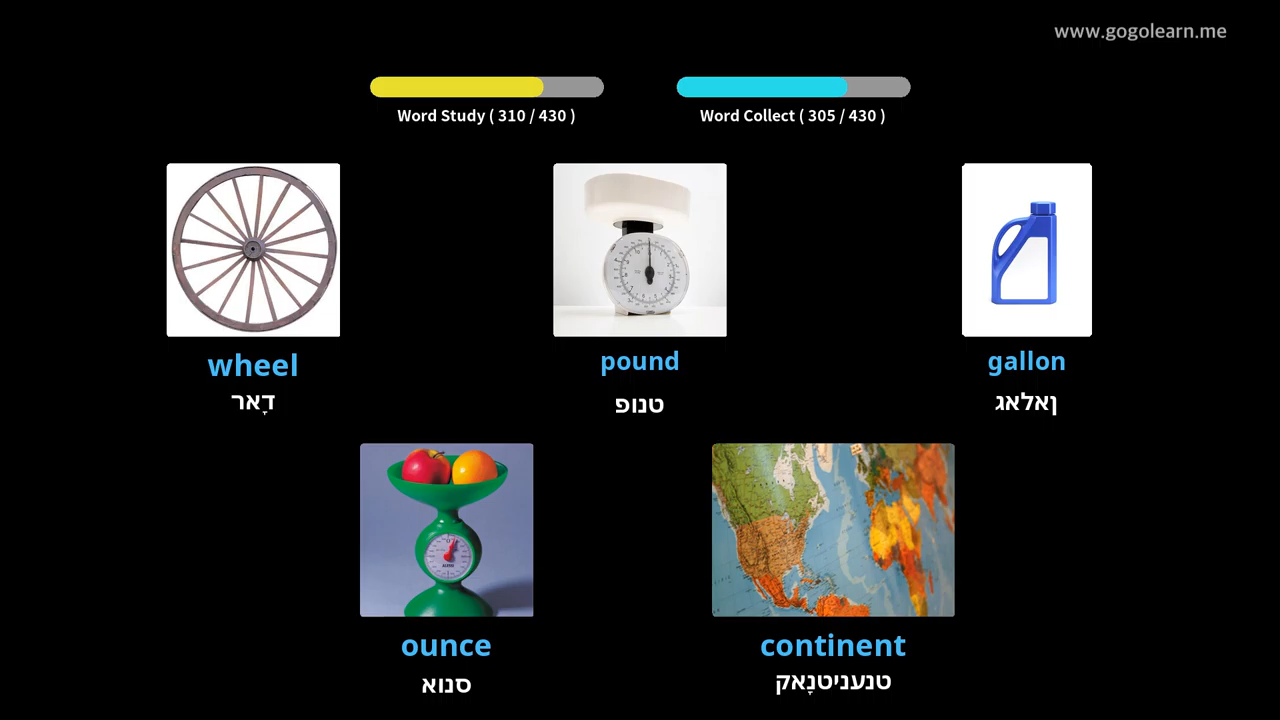 www.gogolearn.me
Word Study ( 310 / 430 )
Word Collect ( 305 / 430 )
wheel
דָאר
pound
טנופ
gallon
ןאלאג
ounce
סנוא
continent
טנעניטנָאק